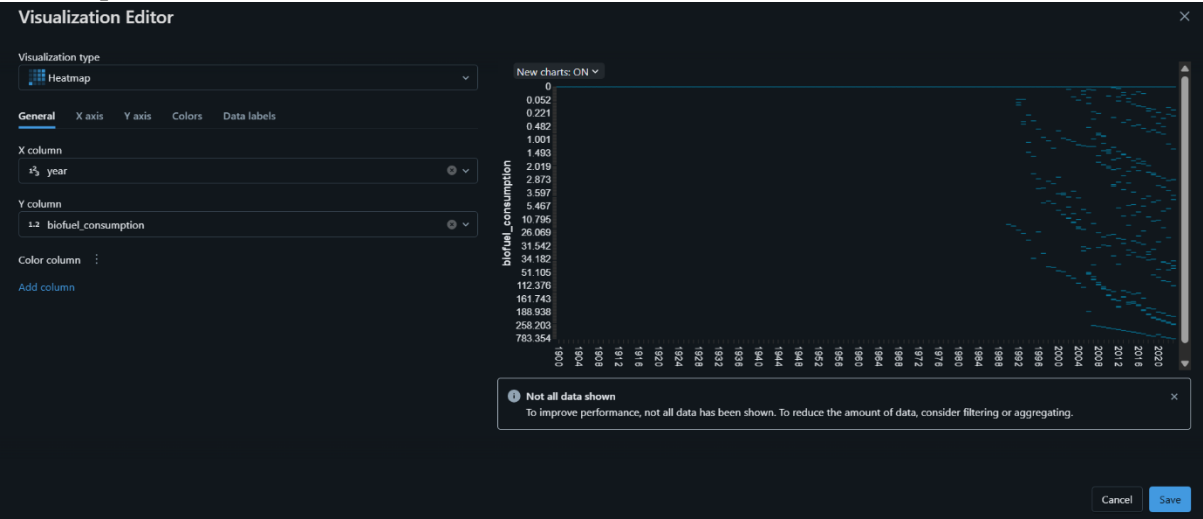 Visualization Editor
Visualization type
Heatmap
General X axis Y axis Colors Data labels
X column
1²₃ year
Y column
1.2 biofuel_consumption
Color column
Add column
New charts: ON
biofuel_consumption
0
0.052
0.221
0.482
1.001
1.493
2.019
2.873
3.597
5.467
10.795
26.069
31.542
34.182
51.105
112.376
161.743
188.938
258.203
783.354
1900 1904 1908 1912 1916 1920 1924 1928 1932 1936 1940 1944 1948 1952 1956 1960 1964 1968 1972 1976 1980 1984 1988 1992 1996 2000 2004 2008 2012 2016 2020
Not all data shown
To improve performance, not all data has been shown. To reduce the amount of data, consider filtering or aggregating.
Cancel Save